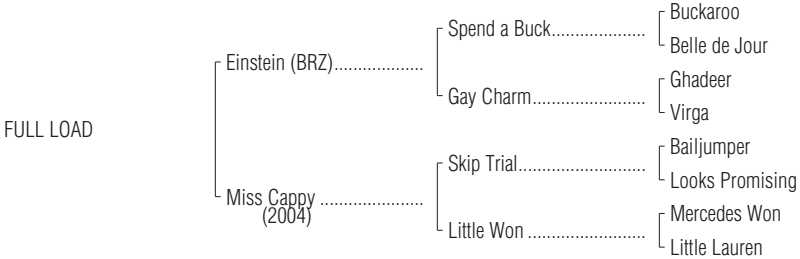 Buckaroo
Spend a Buck....................
Belle de Jour
Einstein (BRZ)...................
Ghadeer
Gay Charm........................
Virga
FULL LOAD
Bailjumper
Skip Trial...........................
Looks Promising
Miss Cappy ......................
(2004)
Mercedes Won
Little Won .........................
Little Lauren